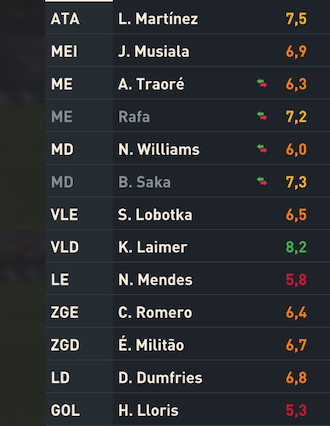 ATA L. Martínez 7,5
MEI J. Musiala 6,9
ME A. Traoré 6,3
ME Rafa 7,2
MD N. Williams 6,0
MD B. Saka 7,3
VLE S. Lobotka 6,5
VLD K. Laimer 8,2
LE N. Mendes 5,8
ZGE C. Romero 6,4
ZGD É. Militão 6,7
LD D. Dumfries 6,8
GOL H. Lloris 5,3